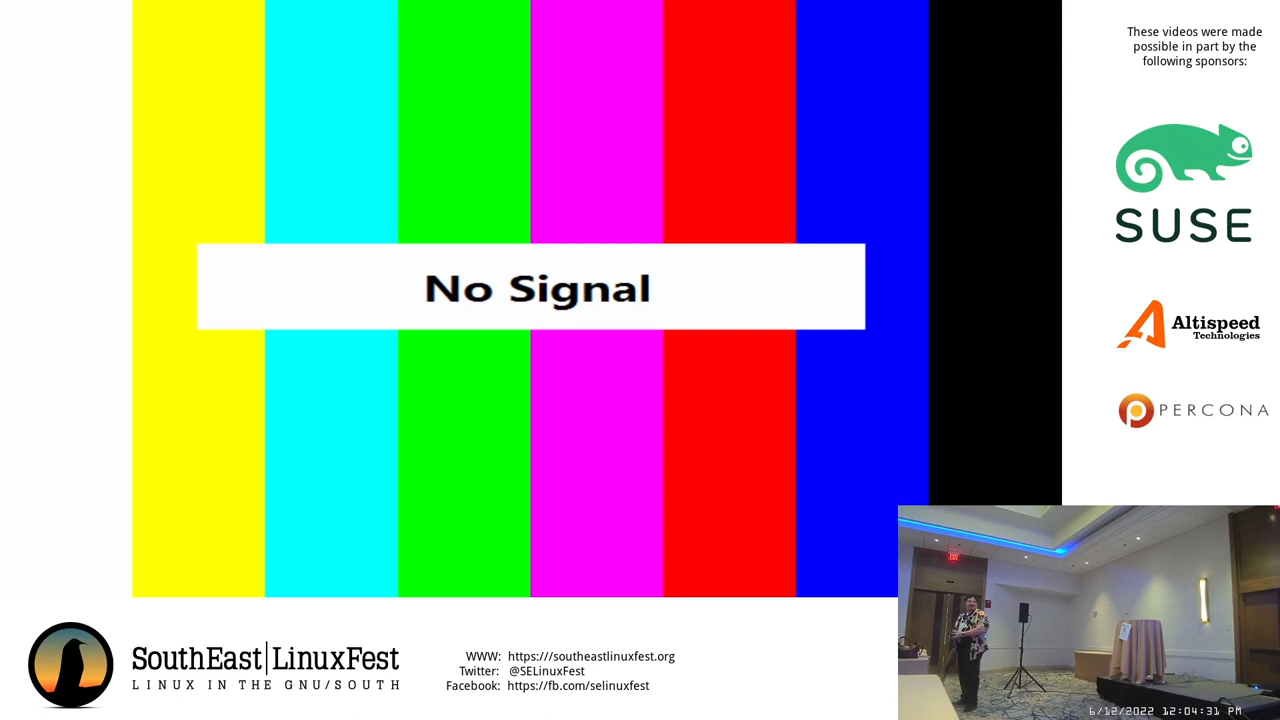 These videos were made
possible in part by the
following sponsors:
No Signal
SUSE
Altispeed
Technologies
PERCONA
SouthEast|LinuxFest
LINUX IN THE GNU/SOUTH
WWW: https:///southeastlinuxfest.org
Twitter: @SELinuxFest
Facebook: https://fb.com/selinuxfest
6/12/2022 12:04:31 PM